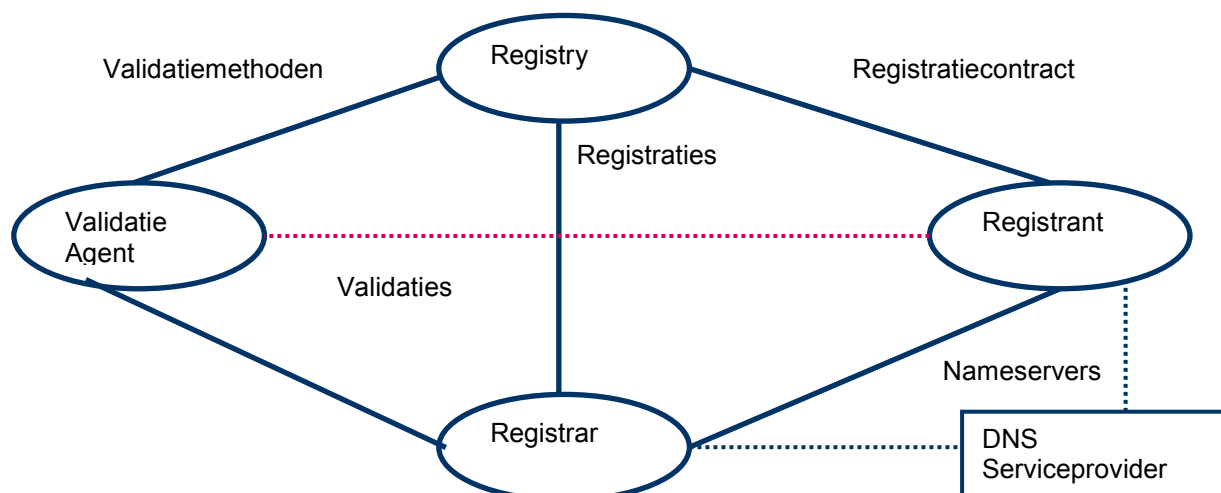 Registry
Validatiemethoden
Registratiecontract
Registraties
Validatie
Agent
Registrant
Validaties
Nameservers
Registrar
DNS
Serviceprovider